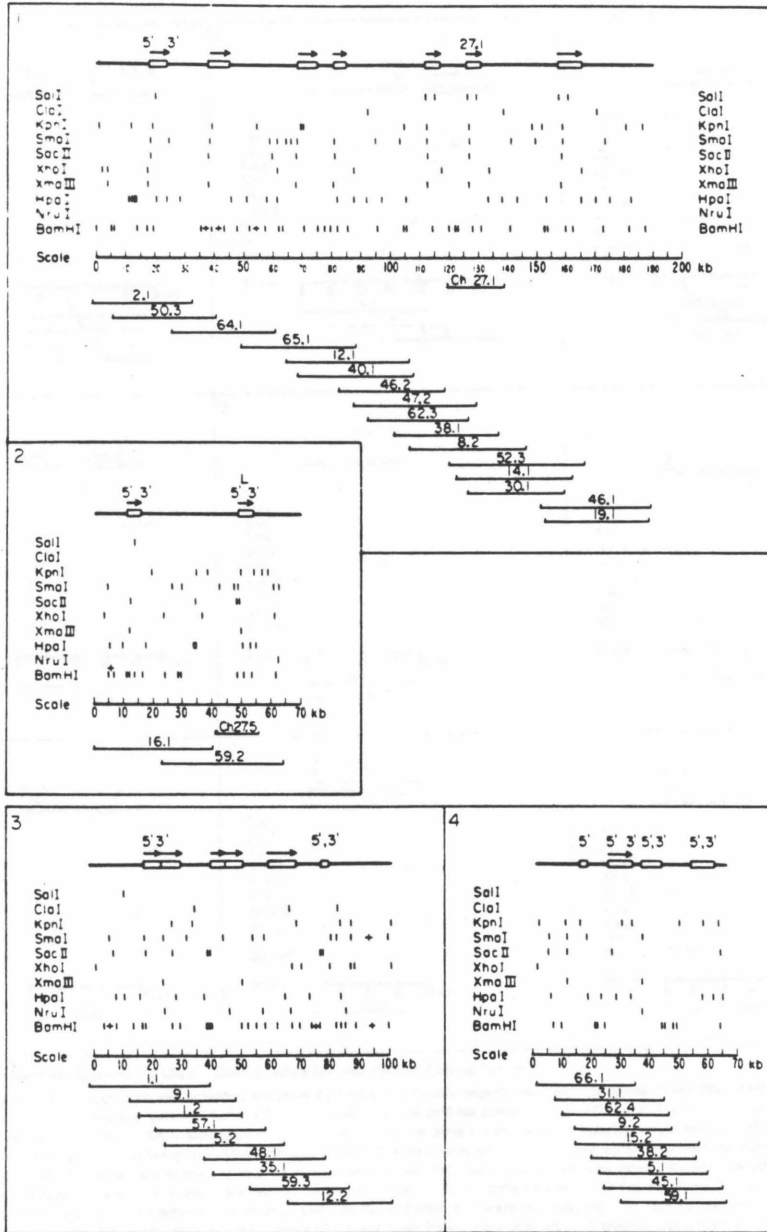 1
5' 3' 27.1
SalI SalI
ClaI ClaI
KpnI KpnI
SmaI SmaI
SacII SacII
XhoI XhoI
XmaIII XmaIII
HpaI HpaI
NruI NruI
BamHI BamHI
Scale 0 10 20 30 40 50 60 70 80 90 100 110 120 130 140 150 160 170 180 190 200 kb
Ch 27.1
2.1
50.3
64.1
65.1
12.1
40.1
46.2
47.2
62.3
38.1
8.2
52.3
14.1
30.1
46.1
19.1
2
L
5' 3' 5' 3'
SalI
ClaI
KpnI
SmaI
SacII
XhoI
XmaIII
HpaI
NruI
BamHI
Scale
0 10 20 30 40 50 60 70 kb
Ch27.5
16.1
59.2
3
5' 3' 5',3'
SalI
ClaI
KpnI
SmaI
SacII
XhoI
XmaIII
HpaI
NruI
BamHI
Scale
0 10 20 30 40 50 60 70 80 90 100 kb
1.1
9.1
1.2
57.1
5.2
48.1
35.1
59.3
12.2
4
5' 5' 3' 5',3' 5',3'
SalI
ClaI
KpnI
SmaI
SacII
XhoI
XmaIII
HpaI
NruI
BamHI
Scale
0 10 20 30 40 50 60 70 kb
66.1
31.1
62.4
9.2
15.2
38.2
5.1
45.1
59.1